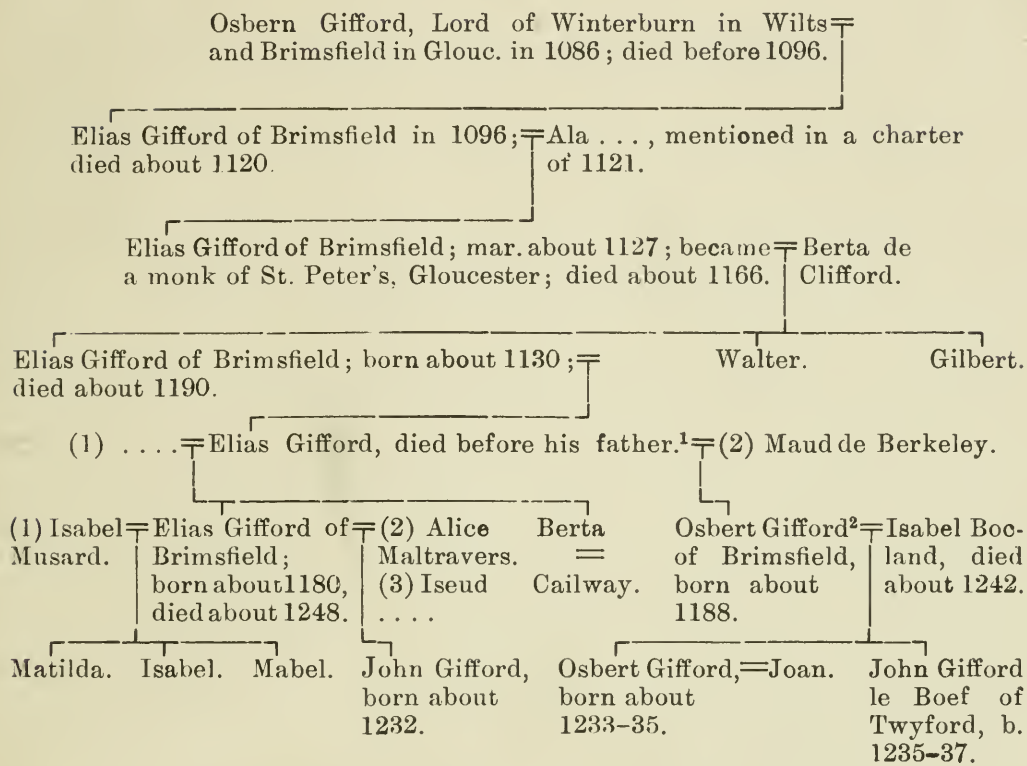 Osbern Gifford, Lord of Winterburn in Wilts
and Brimsfield in Glouc. in 1086; died before 1096.
Elias Gifford of Brimsfield in 1096; Ala . . . , mentioned in a charter
died about 1120. of 1121.
Elias Gifford of Brimsfield; mar. about 1127; became Berta de
a monk of St. Peter's, Gloucester; died about 1166. Clifford.
Elias Gifford of Brimsfield; born about 1130; Walter. Gilbert.
died about 1190.
(1) . . . . Elias Gifford, died before his father.¹ (2) Maud de Berkeley.
(1) Isabel Elias Gifford of (2) Alice Berta Osbert Gifford² Isabel Boc-
Musard. Brimsfield; Maltravers. = of Brimsfield, land, died
born about 1180, (3) Iseud Cailway. born about about 1242.
died about 1248. . . . . 1188.
Matilda. Isabel. Mabel. John Gifford, Osbert Gifford,=Joan. John Gifford
born about born about le Boef of
1232. 1233-35. Twyford, b.
1235-37.